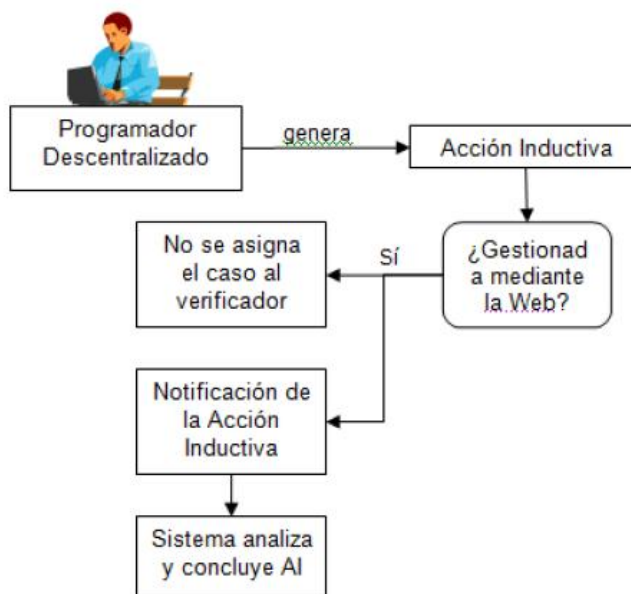 Programador
Descentralizado
genera
Acción Inductiva
¿Gestionad
a mediante
la Web?
Sí
No se asigna
el caso al
verificador
Notificación de
la Acción
Inductiva
Sistema analiza
y concluye AI